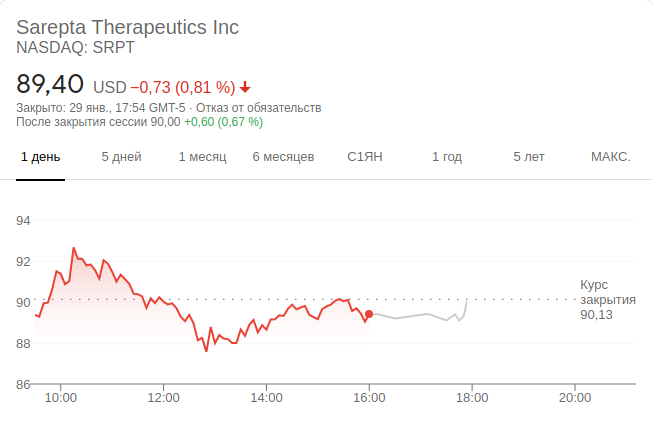 Sarepta Therapeutics Inc
NASDAQ: SRPT
89,40 USD −0,73 (0,81 %)
Закрыто: 29 янв., 17:54 GMT-5 · Отказ от обязательств
После закрытия сессии 90,00 +0,60 (0,67 %)
1 день 5 дней 1 месяц 6 месяцев С1ЯН 1 год 5 лет МАКС.
94
92
90
88
86
Курс
закрытия
90,13
10:00 12:00 14:00 16:00 18:00 20:00